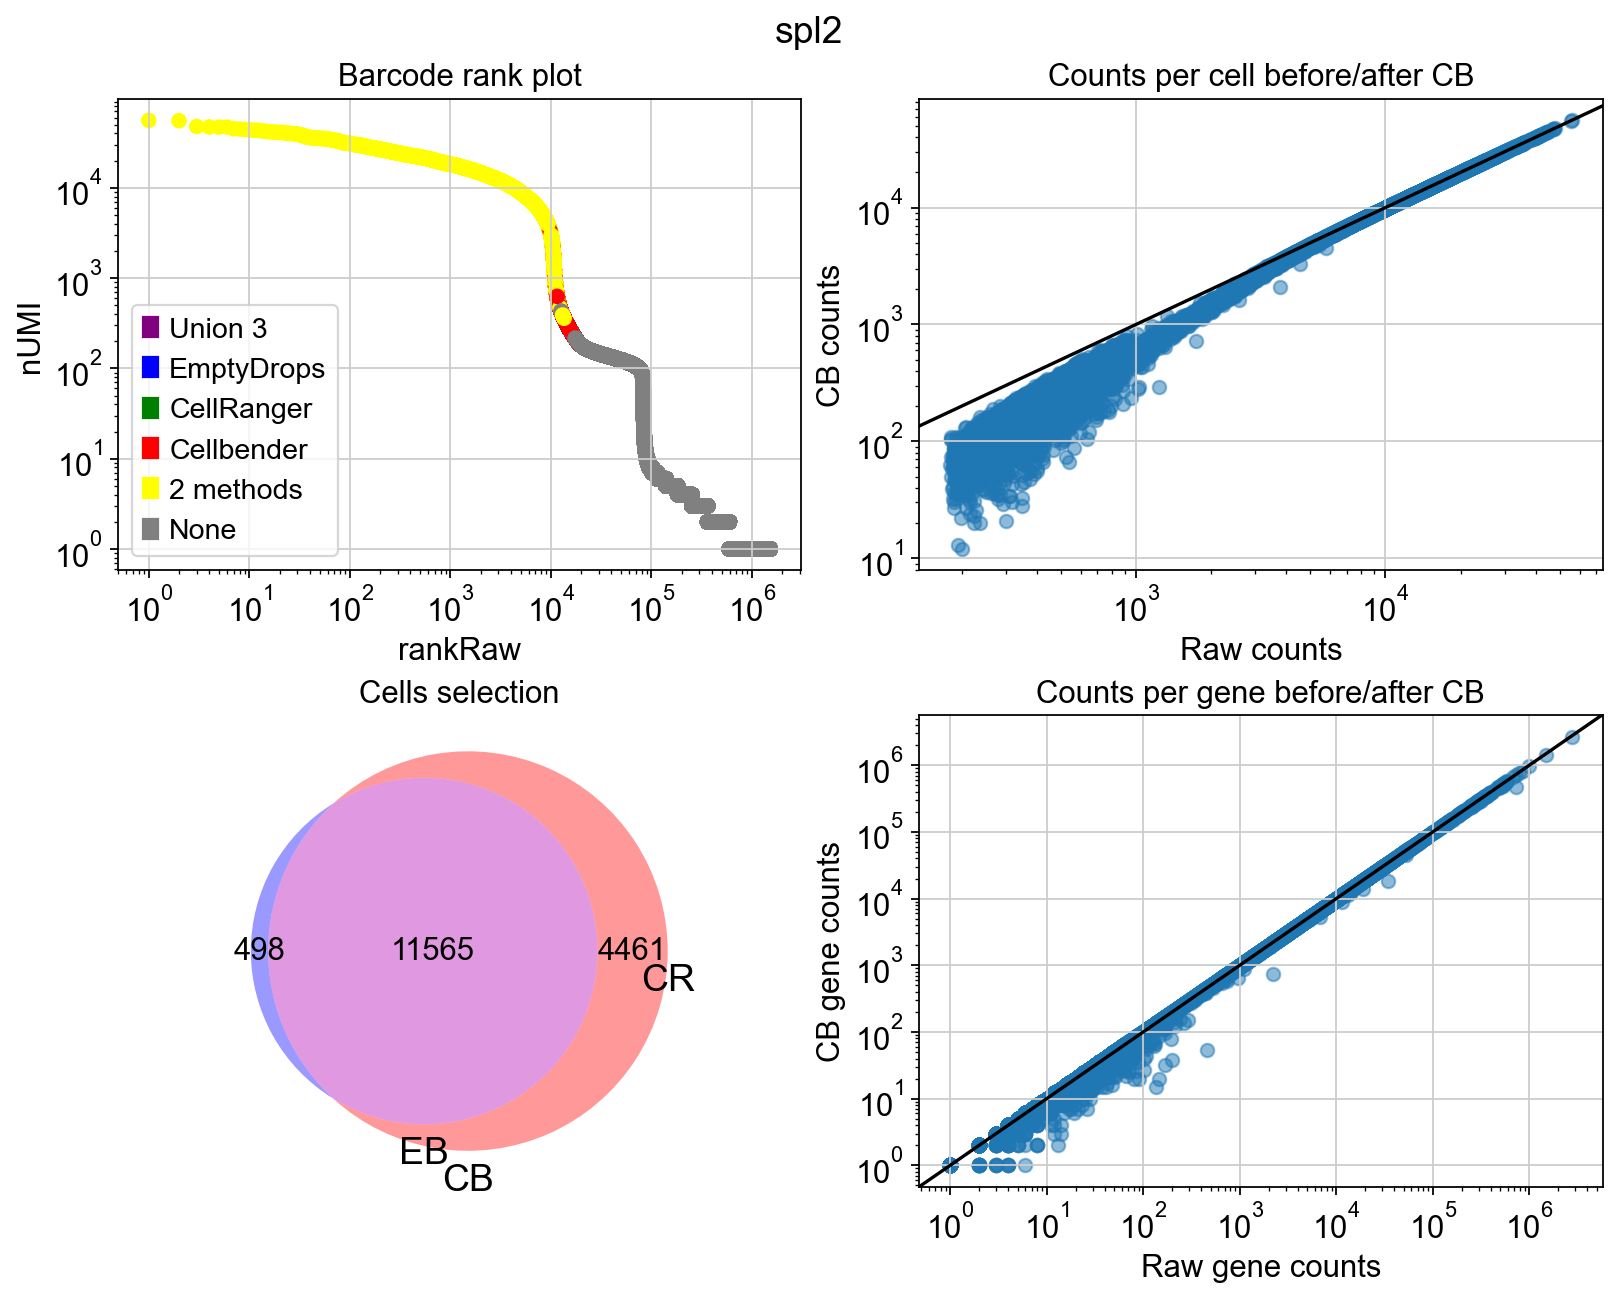 spl2
Barcode rank plot
nUMI
10^4
10^3
10^2
10^1
10^0
Union 3
EmptyDrops
CellRanger
Cellbender
2 methods
None
10^0 10^1 10^2 10^3 10^4 10^5 10^6
rankRaw
Counts per cell before/after CB
CB counts
10^4
10^3
10^2
10^1
10^3 10^4
Raw counts
Cells selection
498 11565 4461
CR
EB
CB
Counts per gene before/after CB
CB gene counts
10^6
10^5
10^4
10^3
10^2
10^1
10^0
10^0 10^1 10^2 10^3 10^4 10^5 10^6
Raw gene counts